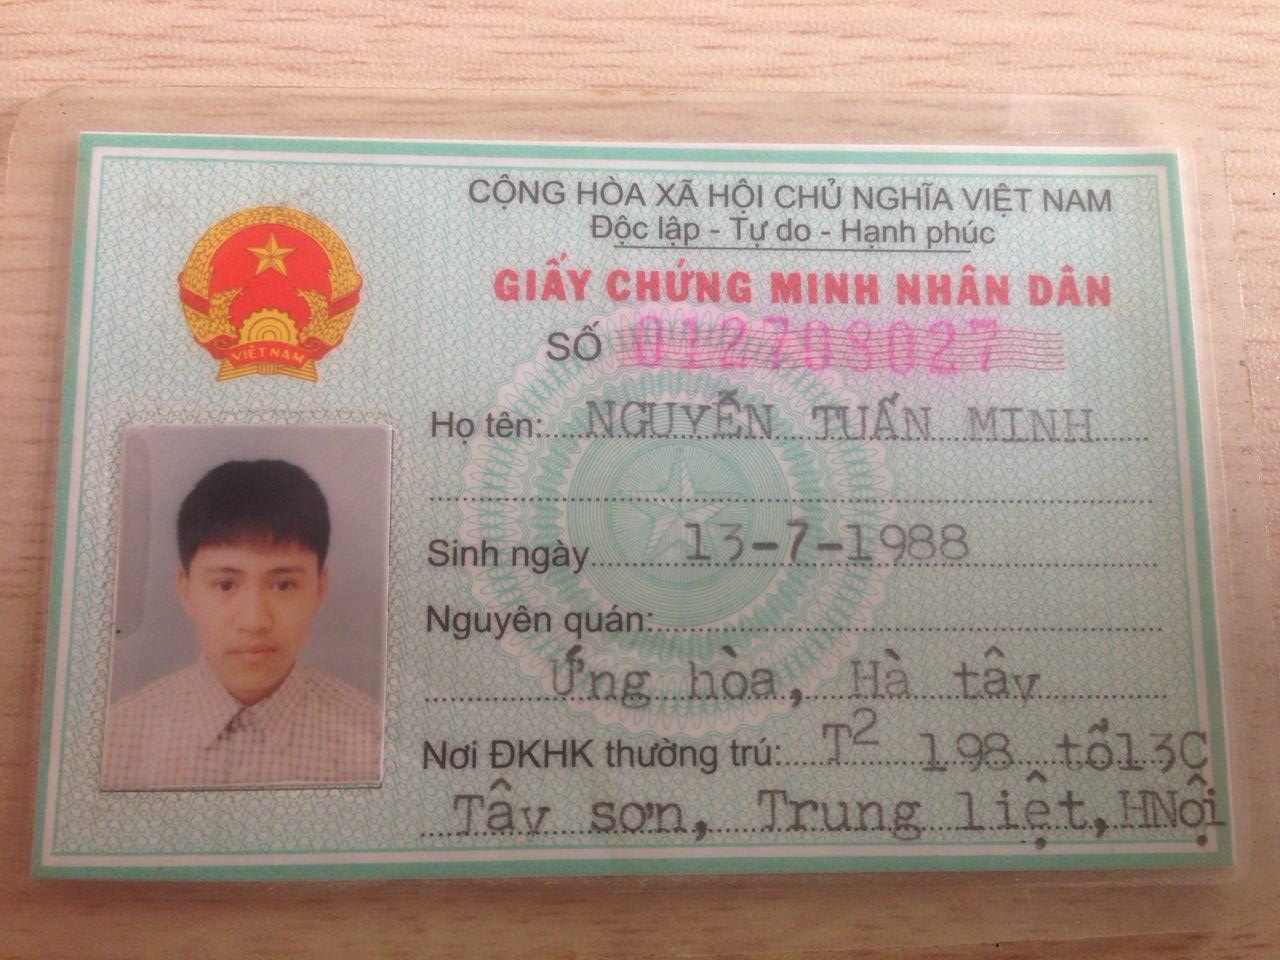 CỘNG HÒA XÃ HỘI CHỦ NGHĨA VIỆT NAM
Độc lập - Tự do - Hạnh phúc
GIẤY CHỨNG MINH NHÂN DÂN
SỐ 012709027
VIỆT NAM
Họ tên: NGUYỄN TUẤN MINH
Sinh ngày 13-7-1988
Nguyên quán:
Ứng hòa, Hà tây
Nơi ĐKHK thường trú: T2 198 tổ13C
Tây sơn, Trung liệt, HNội